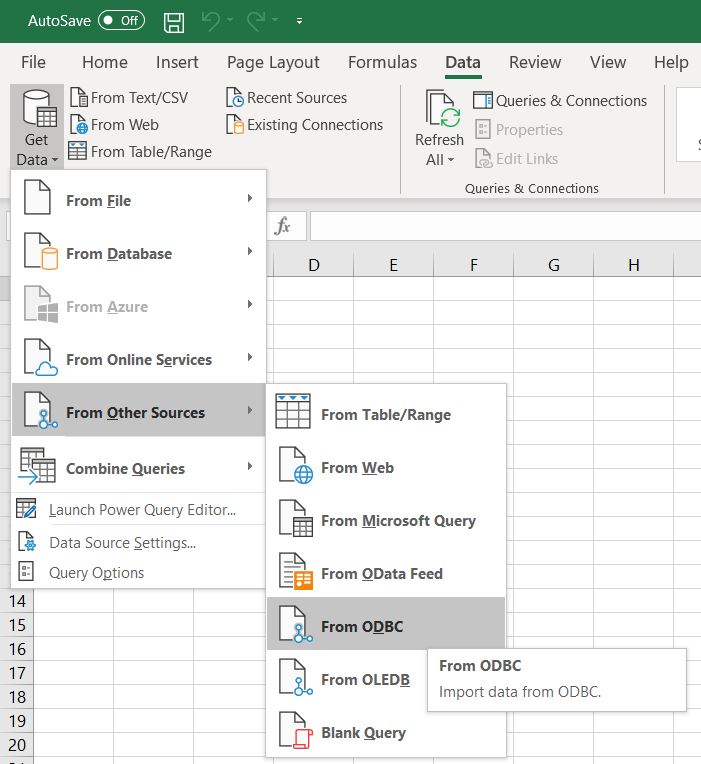 AutoSave Off
File Home Insert Page Layout Formulas Data Review View Help
Get Data
From Text/CSV
From Web
From Table/Range
Recent Sources
Existing Connections
Refresh All
Queries & Connections
Properties
Edit Links
Queries & Connections
From File
From Database
From Azure
From Online Services
From Other Sources
Combine Queries
Launch Power Query Editor...
Data Source Settings...
Query Options
fx
D E F G H
From Table/Range
From Web
From Microsoft Query
From OData Feed
From ODBC
From OLEDB
Blank Query
From ODBC
Import data from ODBC.
14
15
16
17
18
19
20